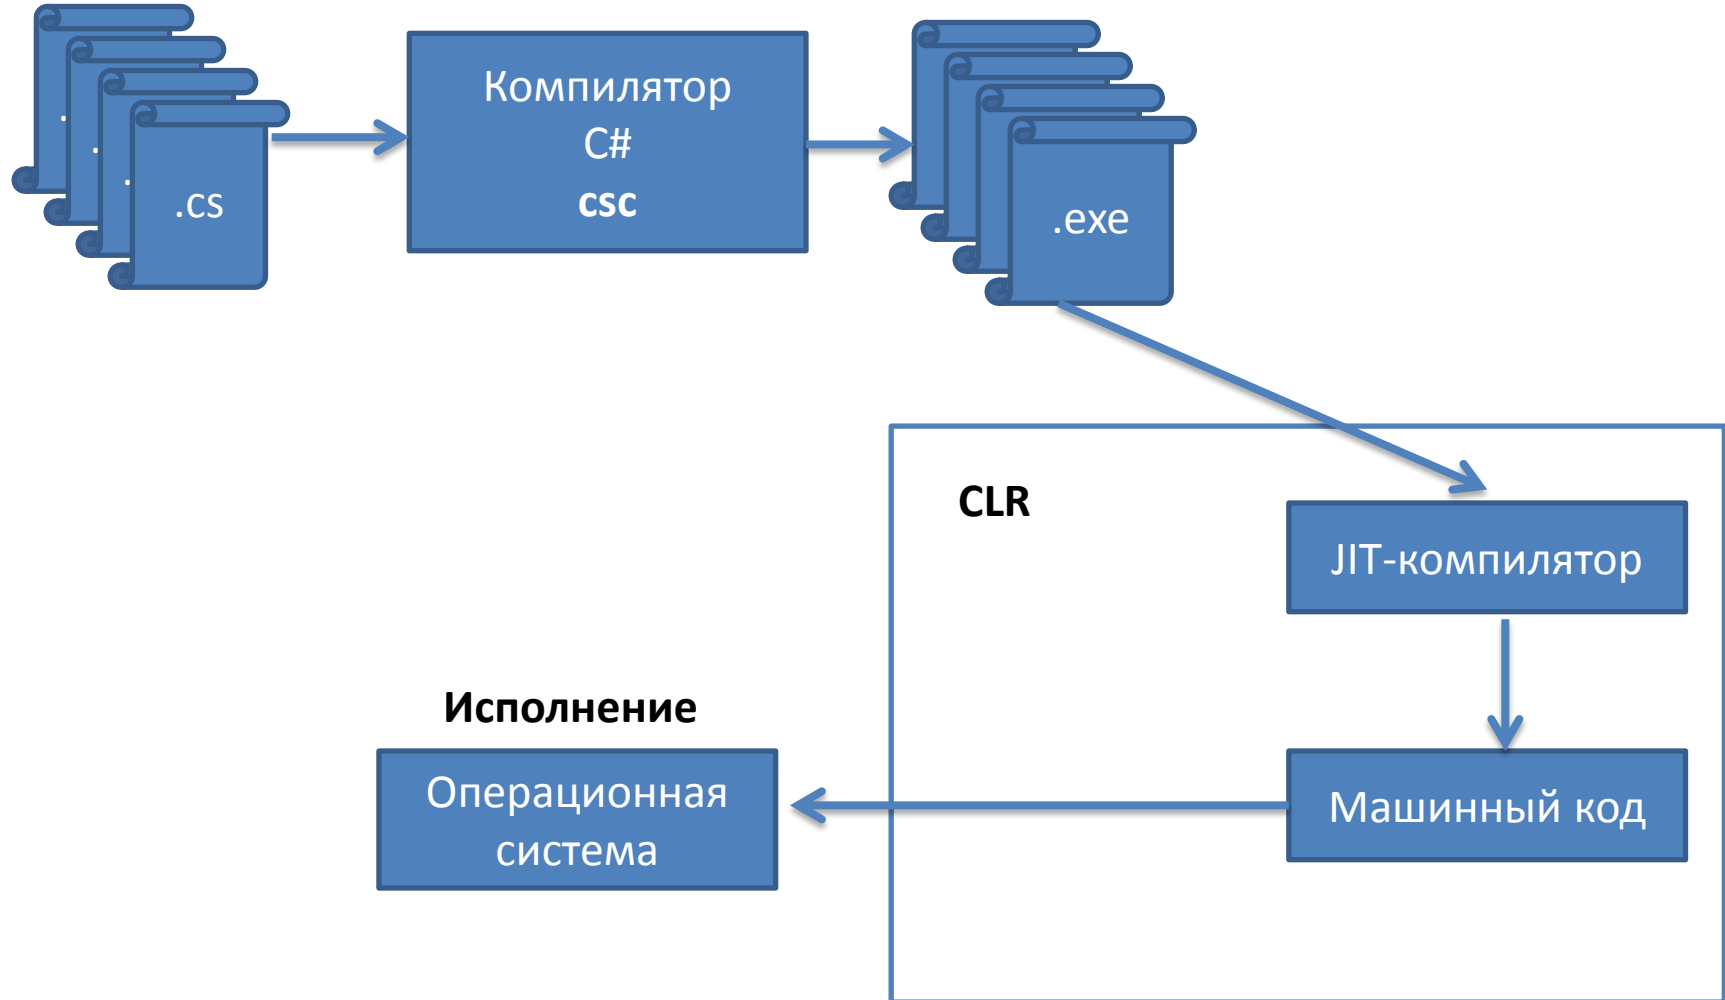 Компилятор
C#
csc
.cs
.exe
CLR
JIT-компилятор
Исполнение
Операционная
система
Машинный код